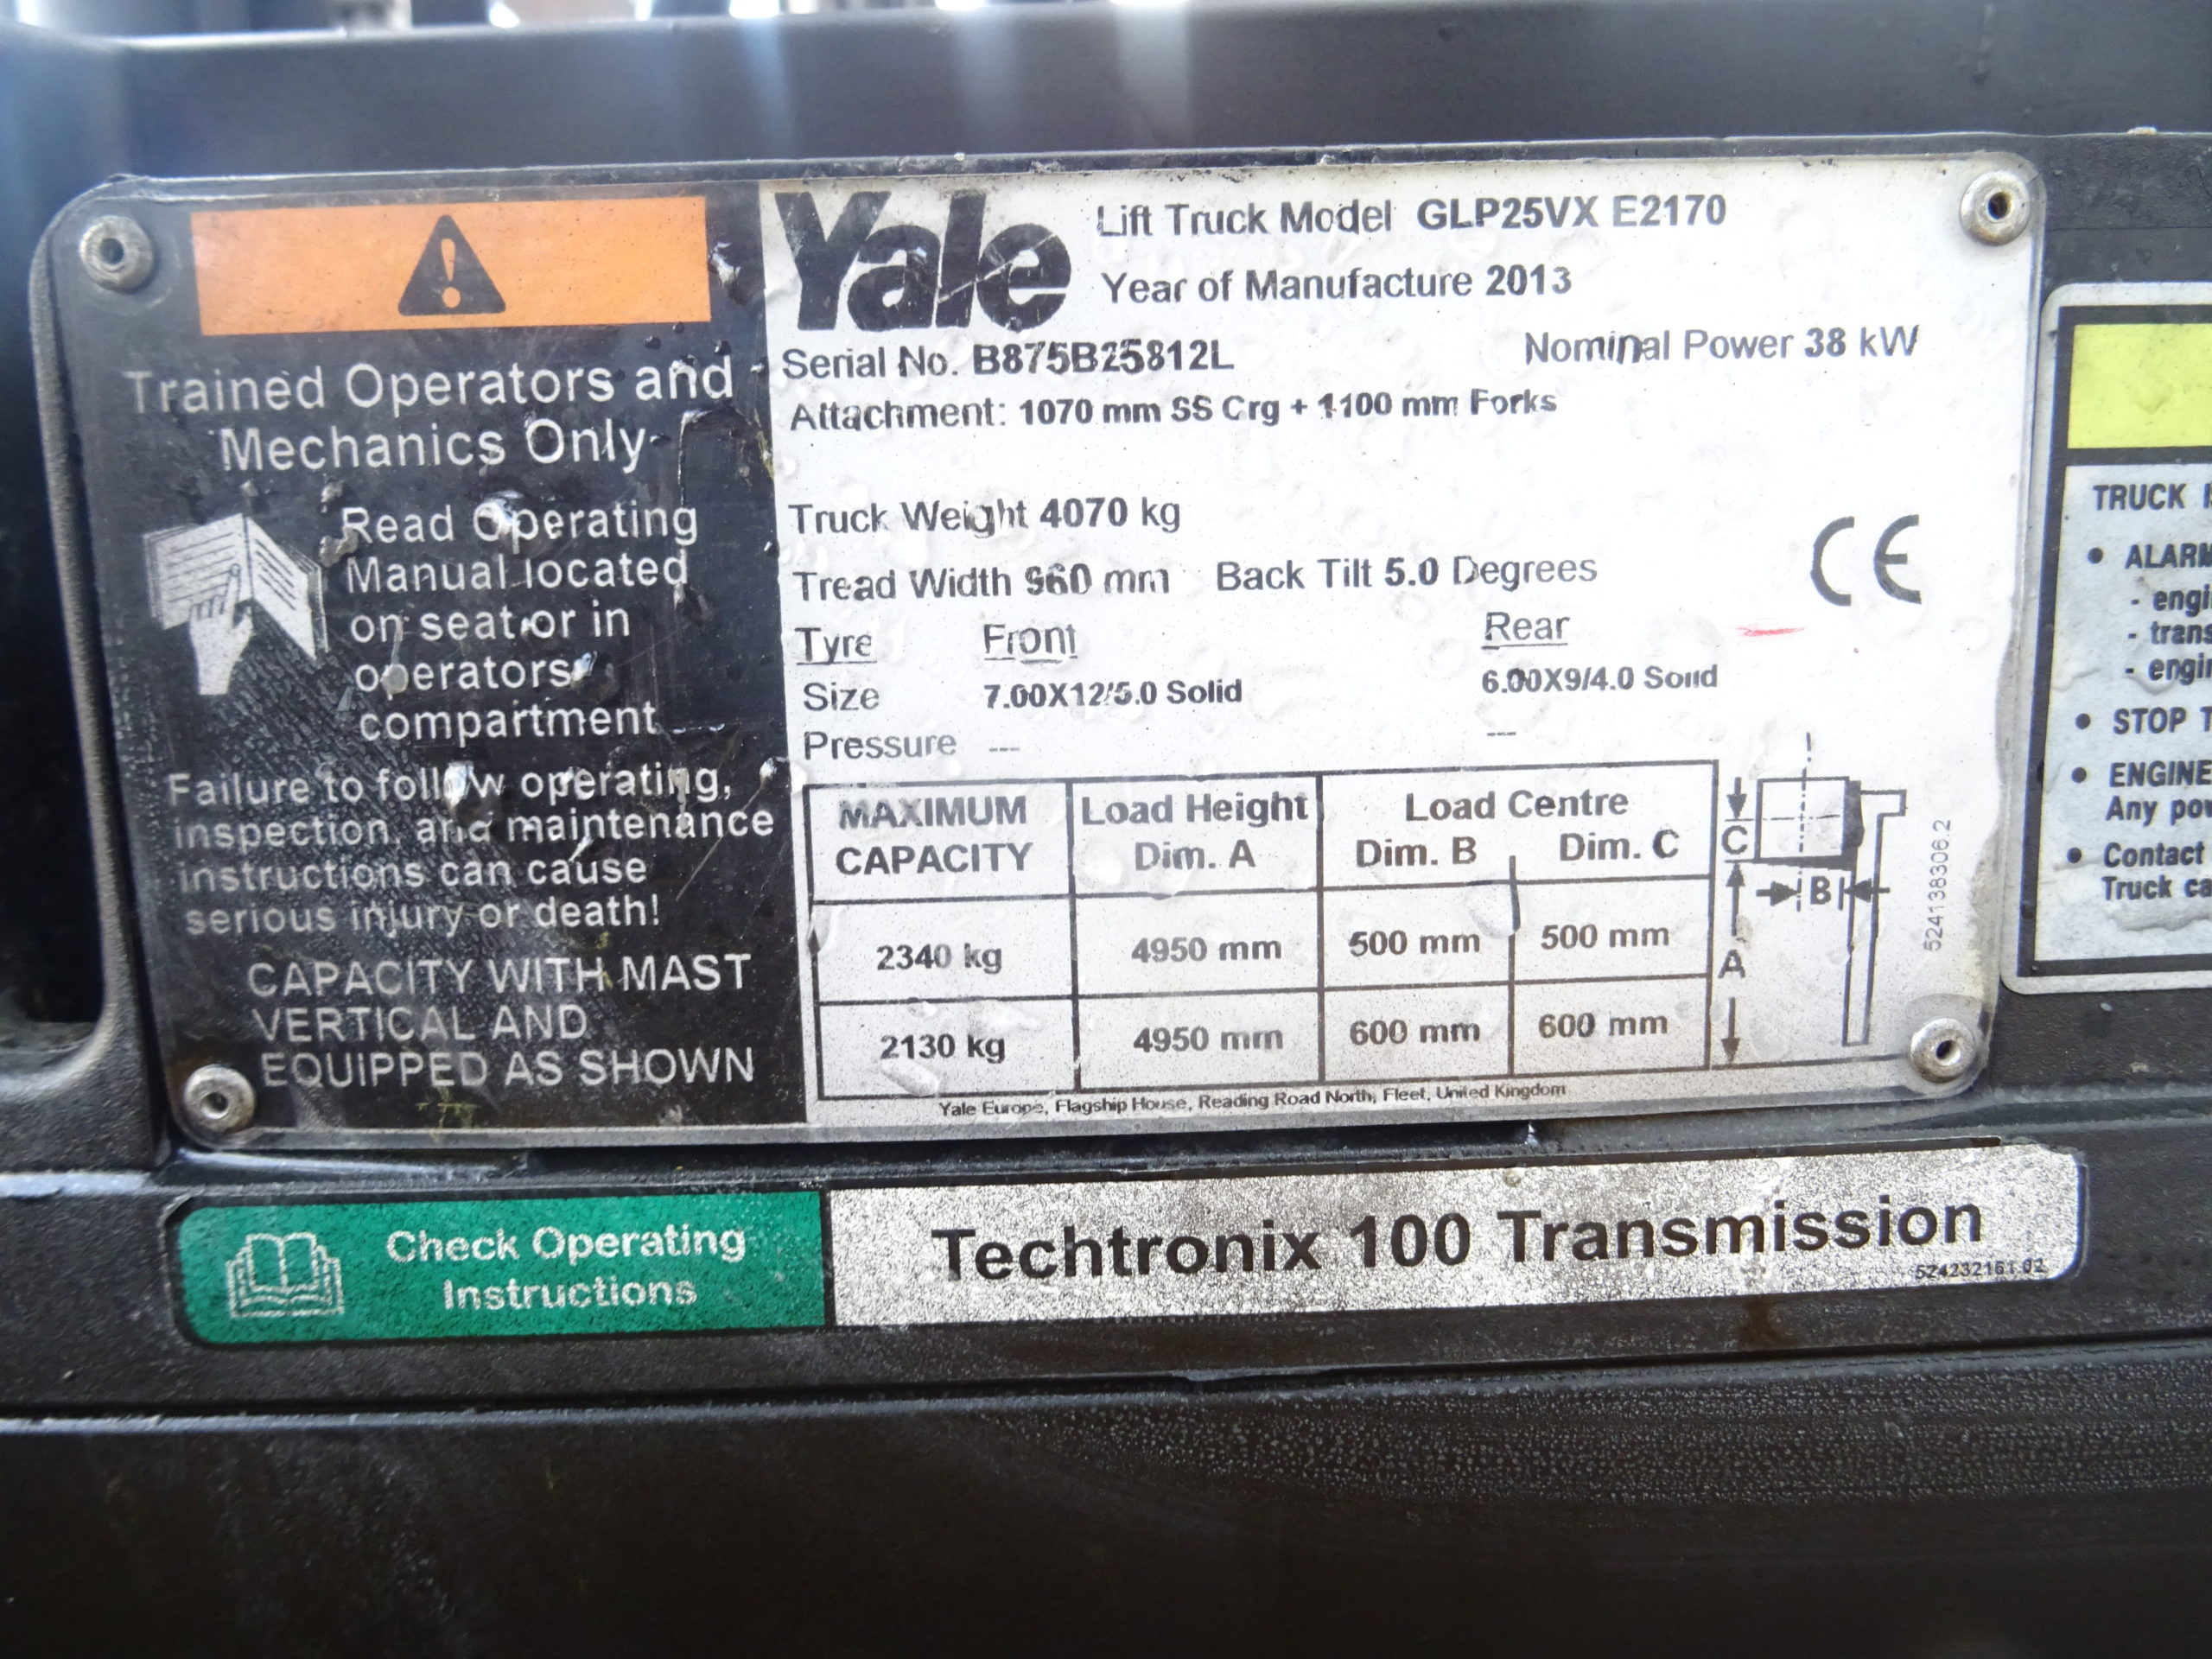 Trained Operators and
Mechanics Only
Read Operating
Manual located
on seat or in
operators
compartment
Failure to follow operating,
inspection, and maintenance
instructions can cause
serious injury or death!
CAPACITY WITH MAST
VERTICAL AND
EQUIPPED AS SHOWN
Yale
Lift Truck Model GLP25VX E2170
Year of Manufacture 2013
Serial No. B875B25812L Nominal Power 38 kW
Attachment: 1070 mm SS Crg + 1100 mm Forks
Truck Weight 4070 kg
CE
Tread Width 960 mm Back Tilt 5.0 Degrees
Tyre Front Rear
Size 7.00X12/5.0 Solid 6.00X9/4.0 Solid
Pressure --- ---
MAXIMUM CAPACITY Load Height Dim. A Load Centre Dim. B Dim. C
2340 kg 4950 mm 500 mm 500 mm
2130 kg 4950 mm 600 mm 600 mm
C
B
A
524138306.2
Yale Europe, Flagship House, Reading Road North, Fleet, United Kingdom
Check Operating
Instructions
Techtronix 100 Transmission
524232161 02
TRUCK
• ALARM
- engi
- trans
- engin
• STOP T
• ENGINE
Any po
• Contact
Truck ca